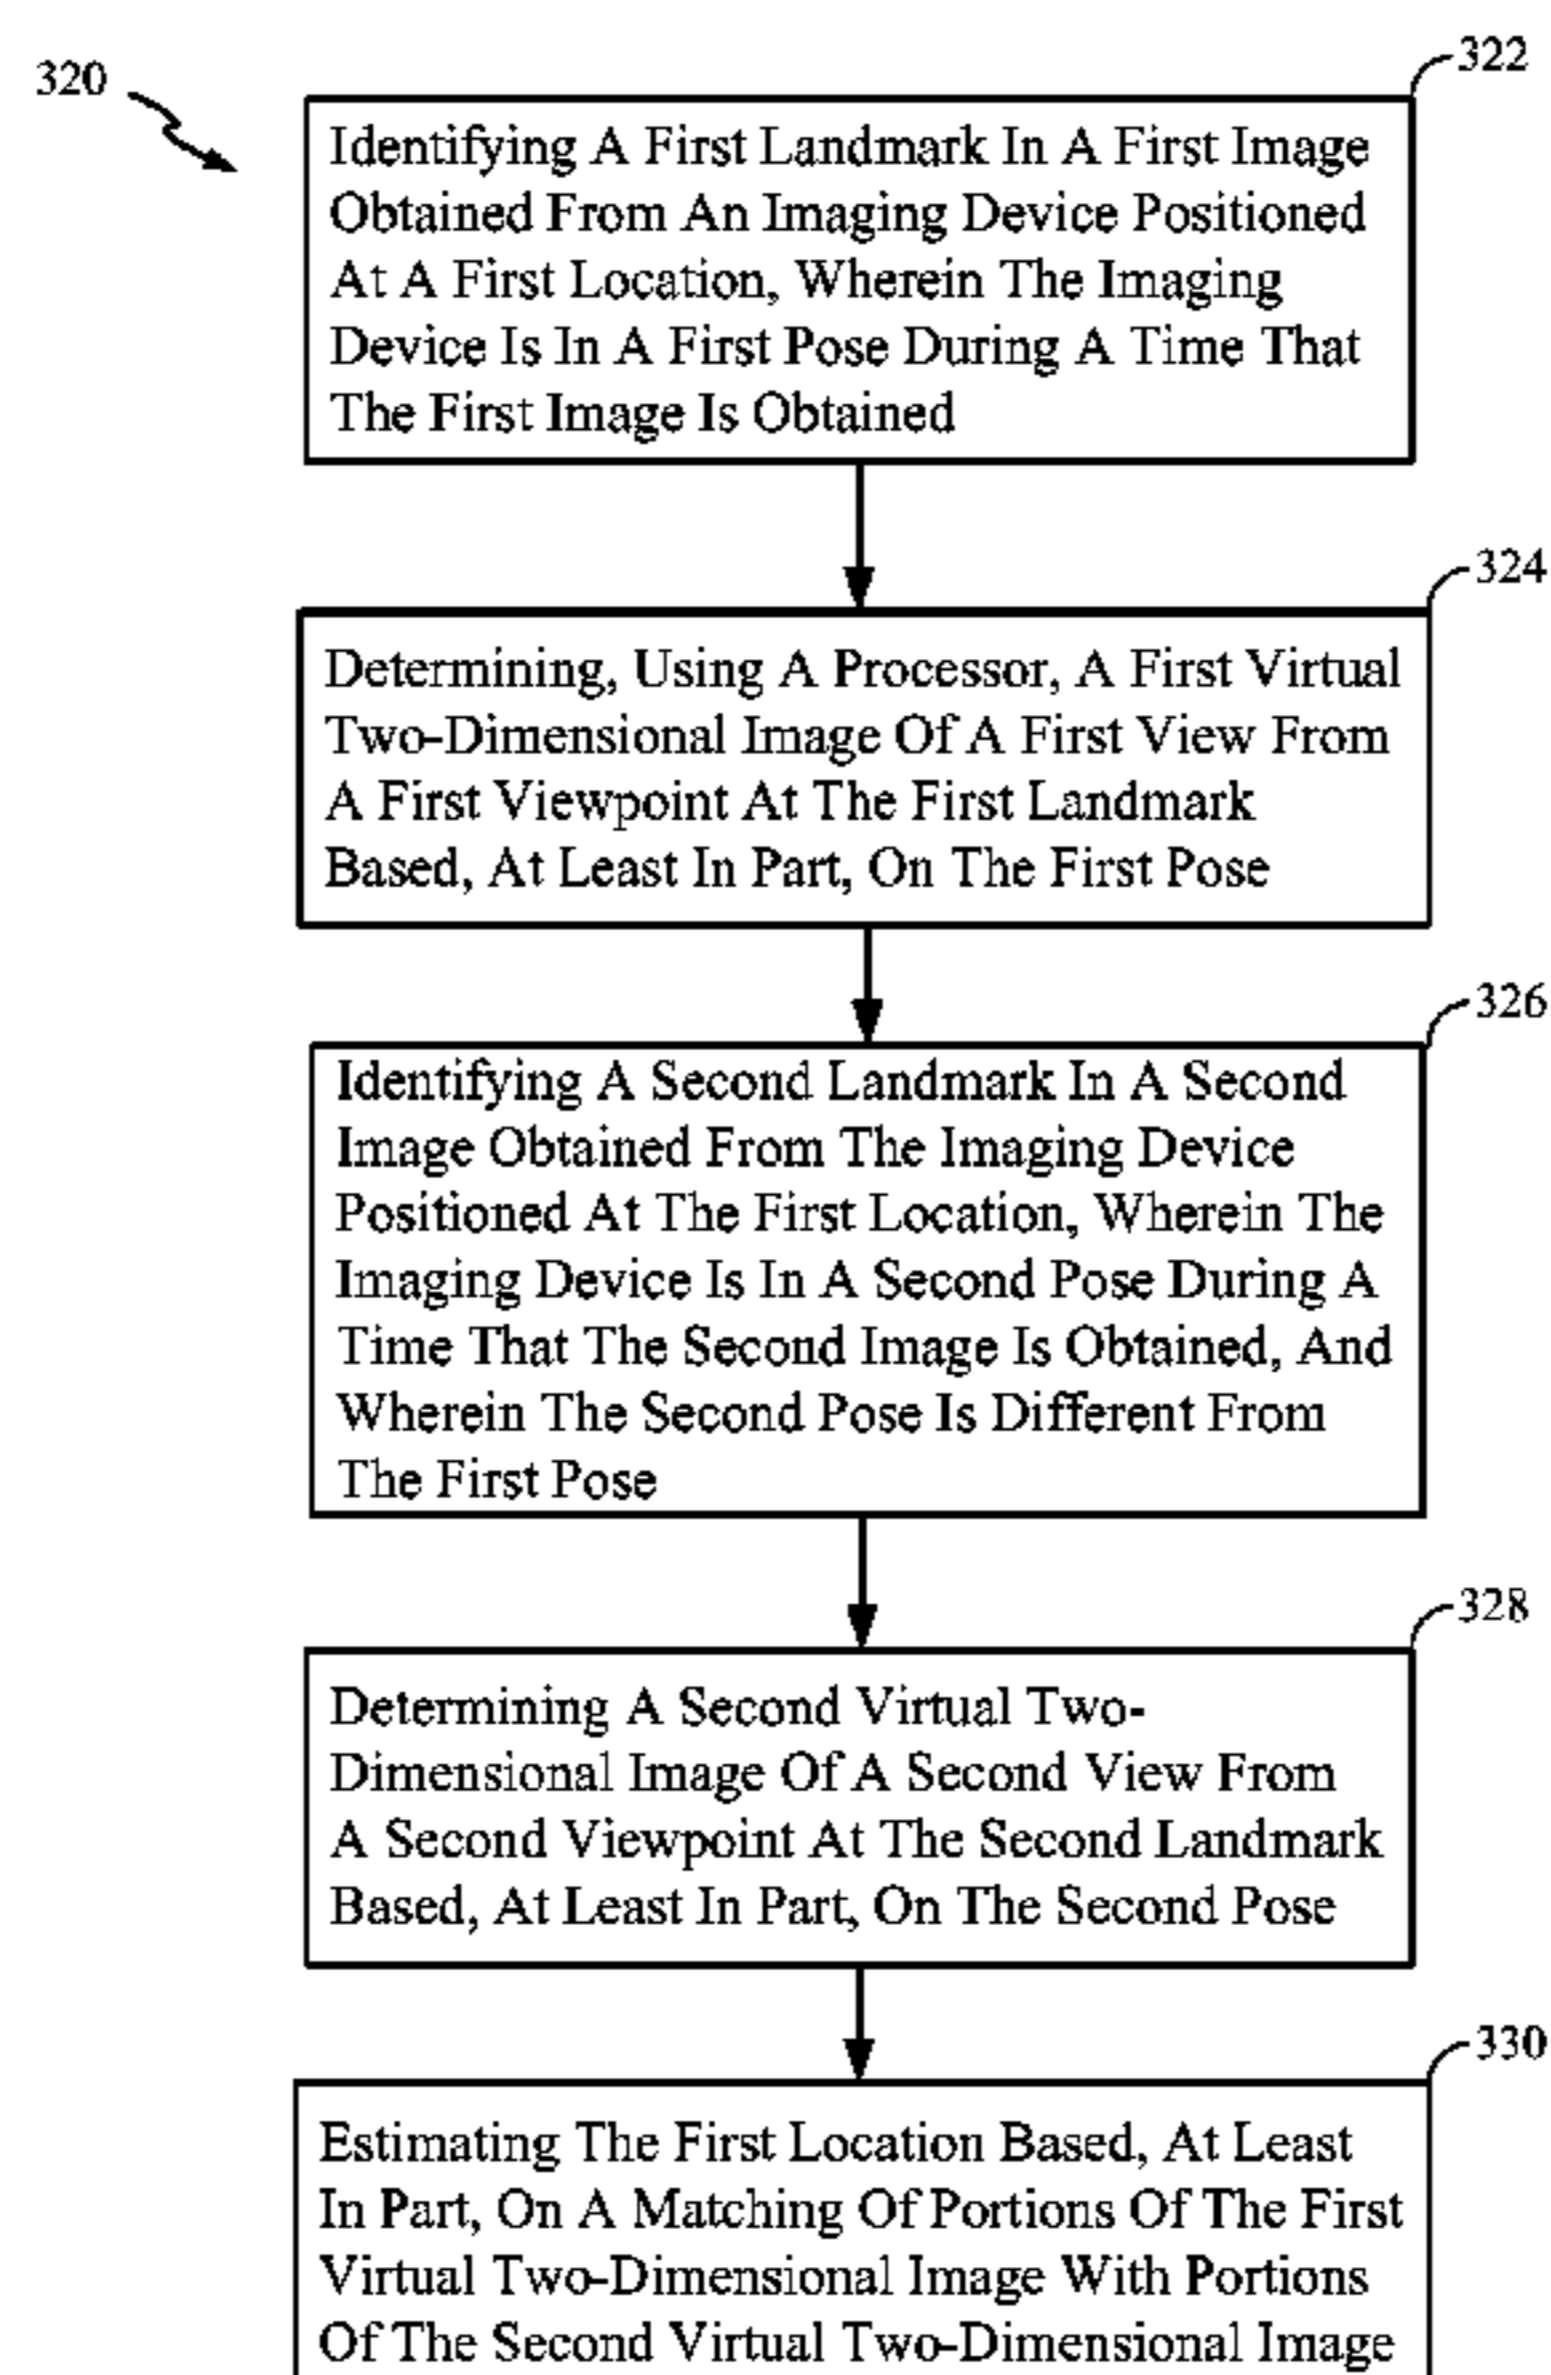 320
322
Identifying A First Landmark In A First Image
Obtained From An Imaging Device Positioned
At A First Location, Wherein The Imaging
Device Is In A First Pose During A Time That
The First Image Is Obtained
324
Determining, Using A Processor, A First Virtual
Two-Dimensional Image Of A First View From
A First Viewpoint At The First Landmark
Based, At Least In Part, On The First Pose
326
Identifying A Second Landmark In A Second
Image Obtained From The Imaging Device
Positioned At The First Location, Wherein The
Imaging Device Is In A Second Pose During A
Time That The Second Image Is Obtained, And
Wherein The Second Pose Is Different From
The First Pose
328
Determining A Second Virtual Two-
Dimensional Image Of A Second View From
A Second Viewpoint At The Second Landmark
Based, At Least In Part, On The Second Pose
330
Estimating The First Location Based, At Least
In Part, On A Matching Of Portions Of The First
Virtual Two-Dimensional Image With Portions
Of The Second Virtual Two-Dimensional Image